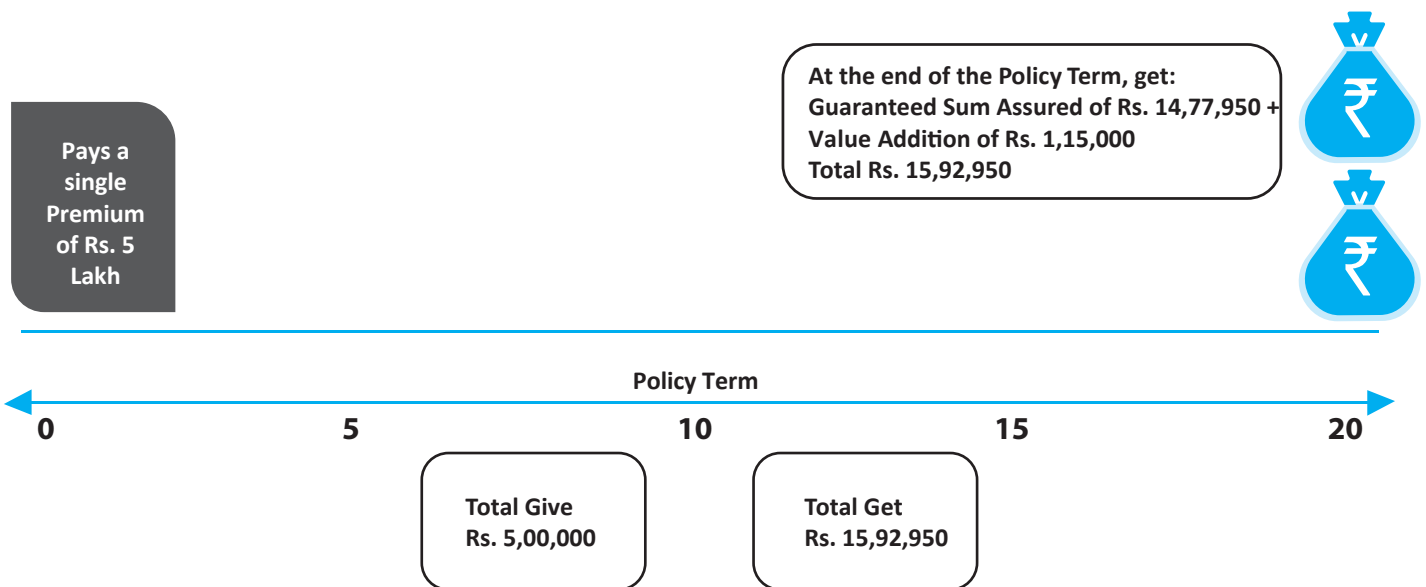 Pays a
single
Premium
of Rs. 5
Lakh
At the end of the Policy Term, get:
Guaranteed Sum Assured of Rs. 14,77,950 +
Value Addition of Rs. 1,15,000
Total Rs. 15,92,950
₹
₹
Policy Term
0 5 10 15 20
Total Give
Rs. 5,00,000
Total Get
Rs. 15,92,950